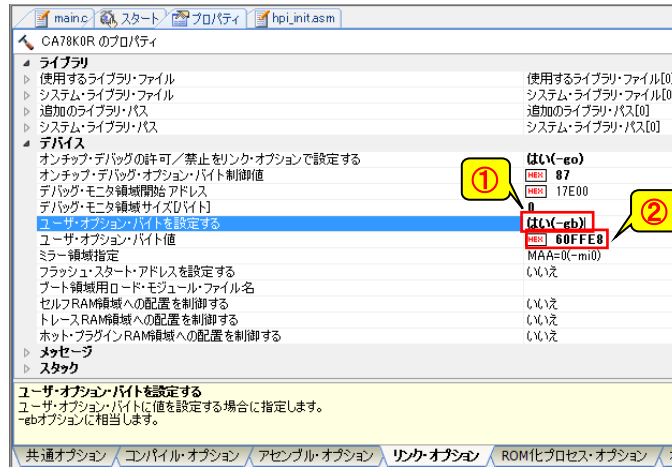 main.c スタート プロパティ hpi_init.asm
CA78K0R のプロパティ
ライブラリ
使用するライブラリ・ファイル 使用するライブラリ・ファイル[0]
システム・ライブラリ・ファイル システム・ライブラリ・ファイル[0
追加のライブラリ・パス 追加のライブラリ・パス[0]
システム・ライブラリ・パス システム・ライブラリ・パス[0]
デバイス
オンチップ・デバッグの許可／禁止をリンク・オプションで設定する はい(-go)
オンチップ・デバッグ・オプション・バイト制御値 HEX 87
デバッグ・モニタ領域開始アドレス HEX 17E00
デバッグ・モニタ領域サイズ[バイト] 0
①
ユーザ・オプション・バイトを設定する はい(-gb)
②
ユーザ・オプション・バイト値 HEX 60FFE8
ミラー領域指定 MAA=0(-mi0)
フラッシュ・スタート・アドレスを設定する いいえ
ブート領域用ロード・モジュール・ファイル名
セルフRAM領域への配置を制御する いいえ
トレースRAM領域への配置を制御する いいえ
ホット・プラグインRAM領域への配置を制御する いいえ
メッセージ
スタック
ユーザ・オプション・バイトを設定する
ユーザ・オプション・バイトに値を設定する場合に指定します。
-gbオプションに相当します。
共通オプション コンパイル・オプション アセンブル・オプション リンク・オプション ROM化プロセス・オプション